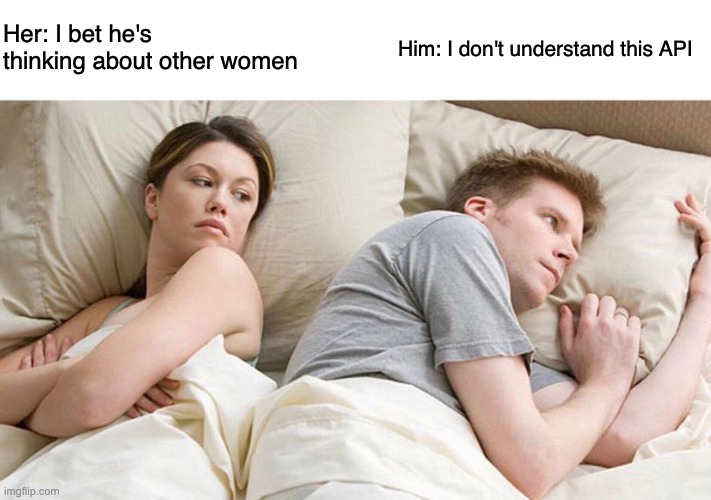 Her: I bet he's
thinking about other women
Him: I don't understand this API
imgflip.com